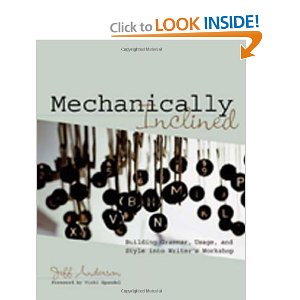 Click to LOOK INSIDE!
Mechanically
Inclined
Building Grammar, Usage, and
Style into Writer's Workshop
Jeff Anderson
Foreword by Vicki Spandel